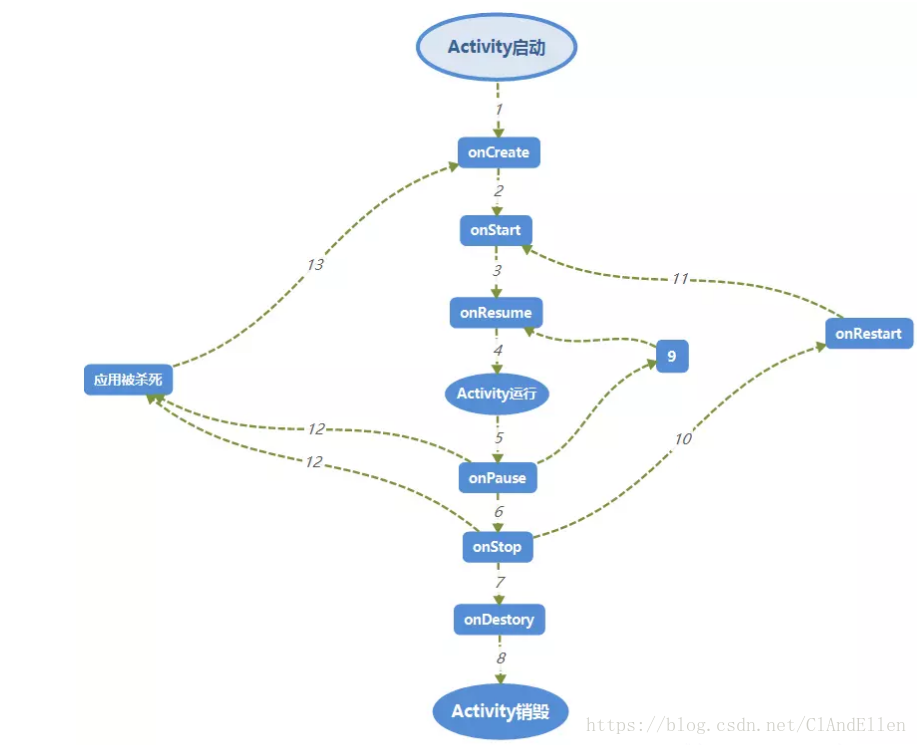 Activity启动
1
onCreate
2
onStart
13
3
11
onResume
onRestart
4
9
应用被杀死
Activity运行
12
5
10
12
onPause
6
onStop
7
onDestory
8
Activity销毁
https://blog.csdn.net/ClAndEllen